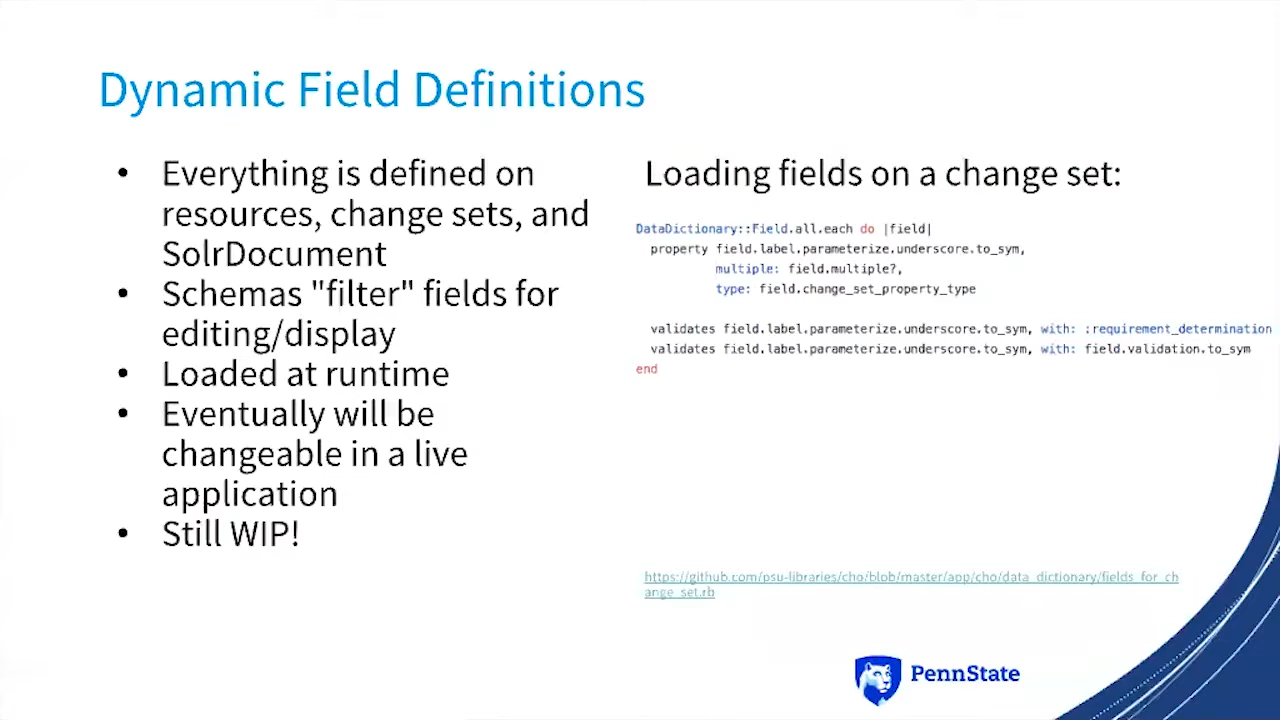 Dynamic Field Definitions
• Everything is defined on
resources, change sets, and
SolrDocument
• Schemas "filter" fields for
editing/display
• Loaded at runtime
• Eventually will be
changeable in a live
application
• Still WIP!
Loading fields on a change set:
DataDictionary::Field.all.each do |field|
  property field.label.parameterize.underscore.to_sym,
           multiple: field.multiple?,
           type: field.change_set_property_type
  validates field.label.parameterize.underscore.to_sym, with: :requirement_determination
  validates field.label.parameterize.underscore.to_sym, with: field.validation.to_sym
end
https://github.com/psu-libraries/cho/blob/master/app/cho/data_dictionary/fields_for_ch
ange_set.rb
PennState